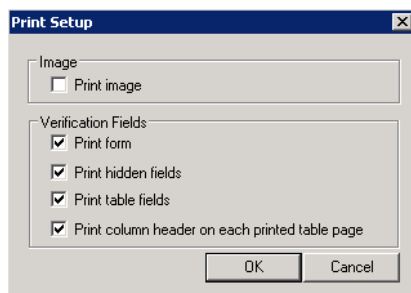 Print Setup
Image
Print image
Verification Fields
Print form
Print hidden fields
Print table fields
Print column header on each printed table page
OK
Cancel